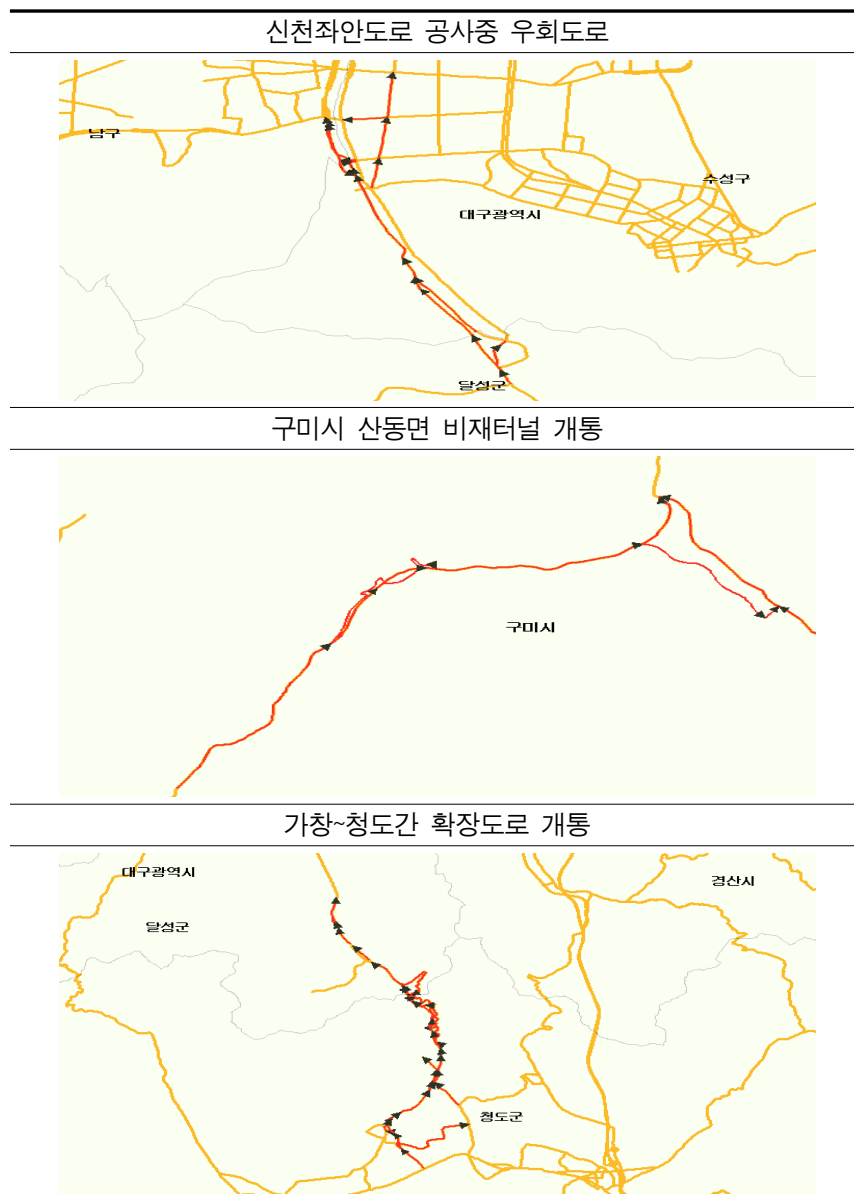 신천좌안도로 공사중 우회도로
남구
수성구
대구광역시
달성군
구미시 산동면 비재터널 개통
구미시
가창~청도간 확장도로 개통
대구광역시
경산시
달성군
청도군